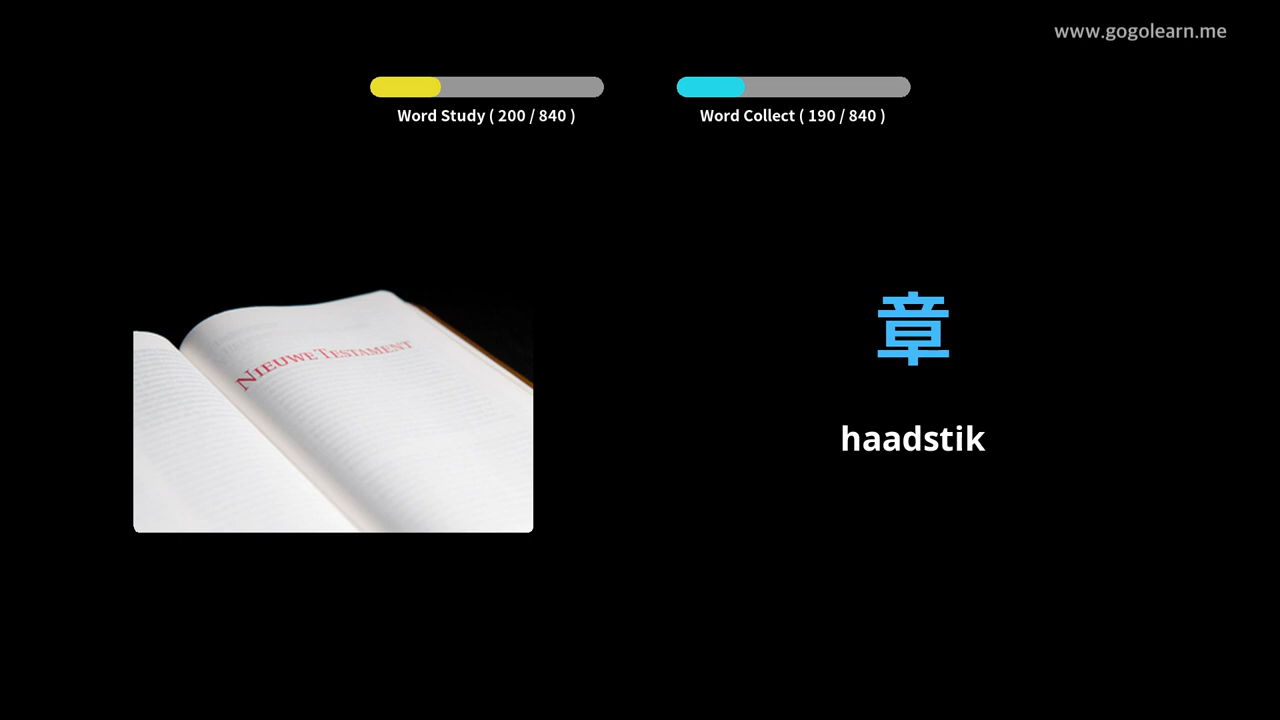 www.gogolearn.me
Word Study ( 200 / 840 )
Word Collect ( 190 / 840 )
NIEUWE TESTAMENT
章
haadstik